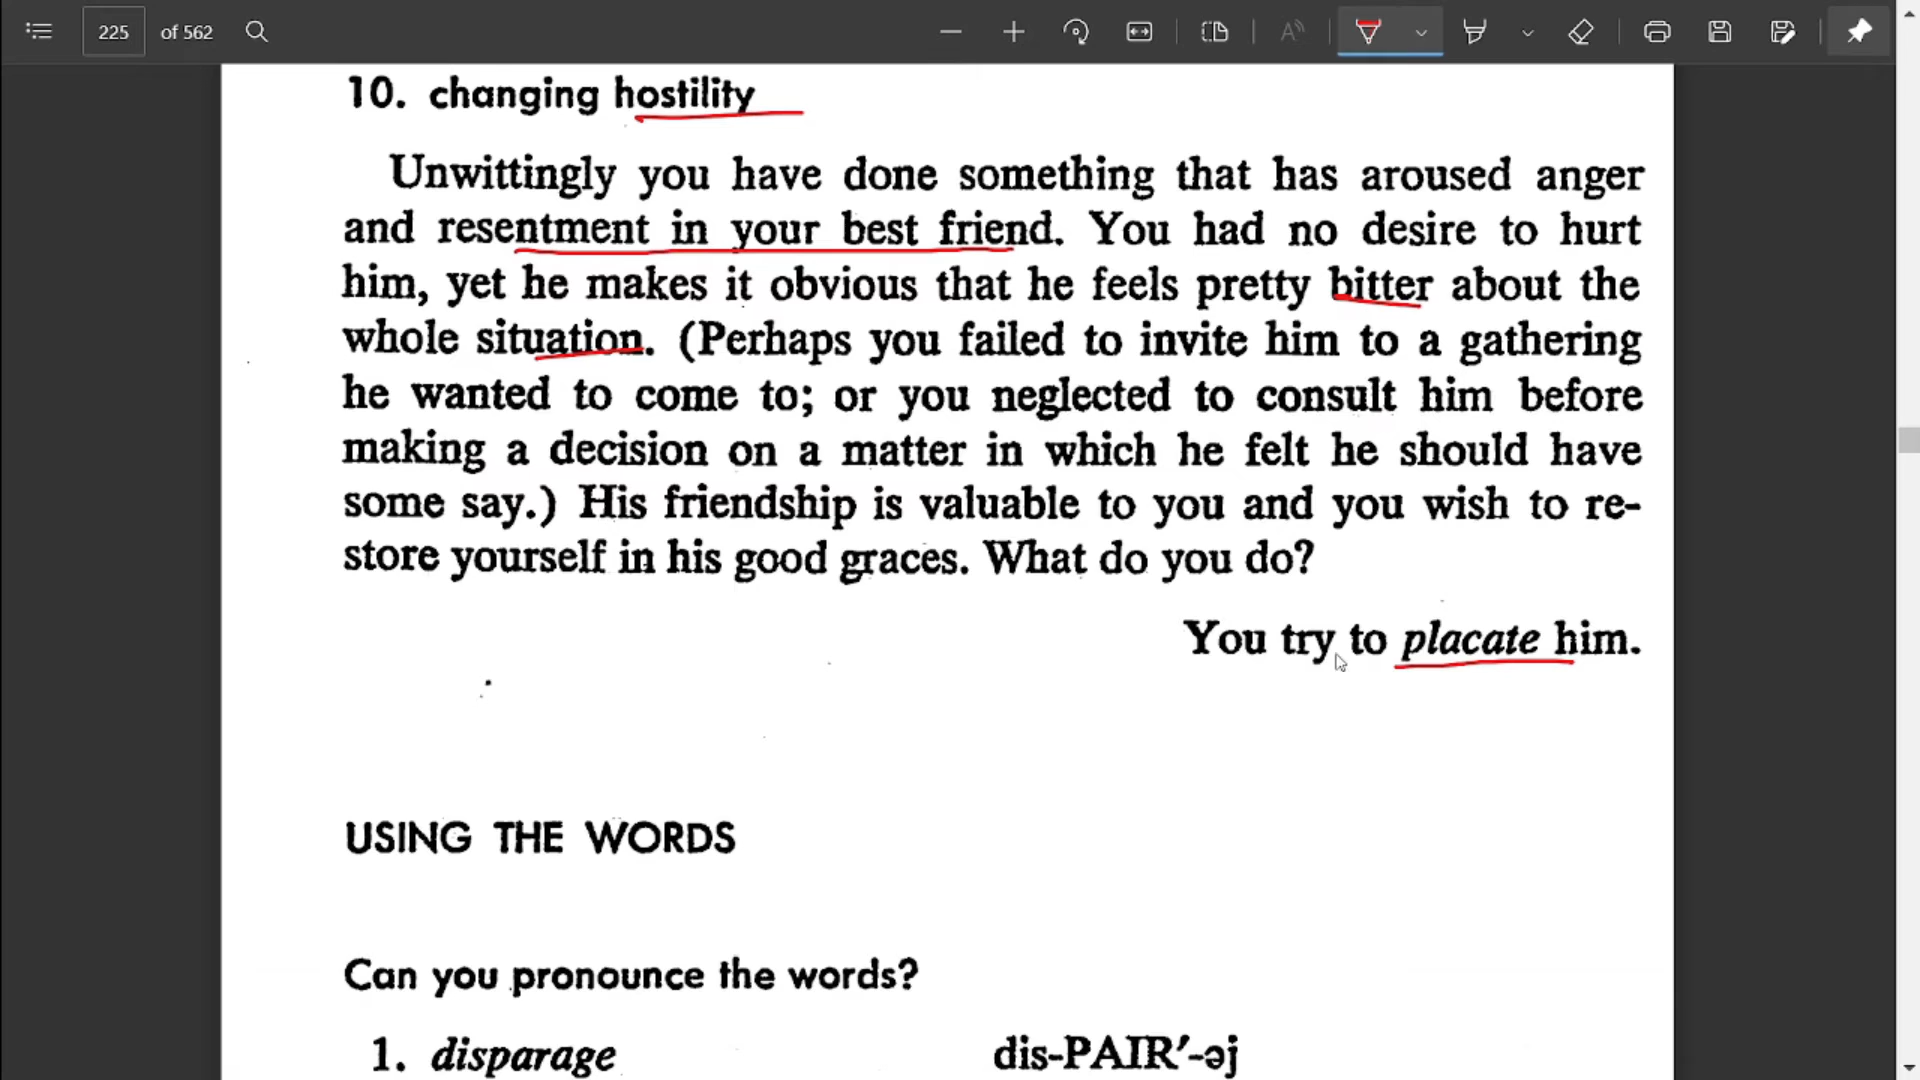 225 of 562
10. changing hostility
Unwittingly you have done something that has aroused anger
and resentment in your best friend. You had no desire to hurt
him, yet he makes it obvious that he feels pretty bitter about the
whole situation. (Perhaps you failed to invite him to a gathering
he wanted to come to; or you neglected to consult him before
making a decision on a matter in which he felt he should have
some say.) His friendship is valuable to you and you wish to re-
store yourself in his good graces. What do you do?
You try to placate him.
USING THE WORDS
Can you pronounce the words?
1. disparage dis-PAIR′-əj